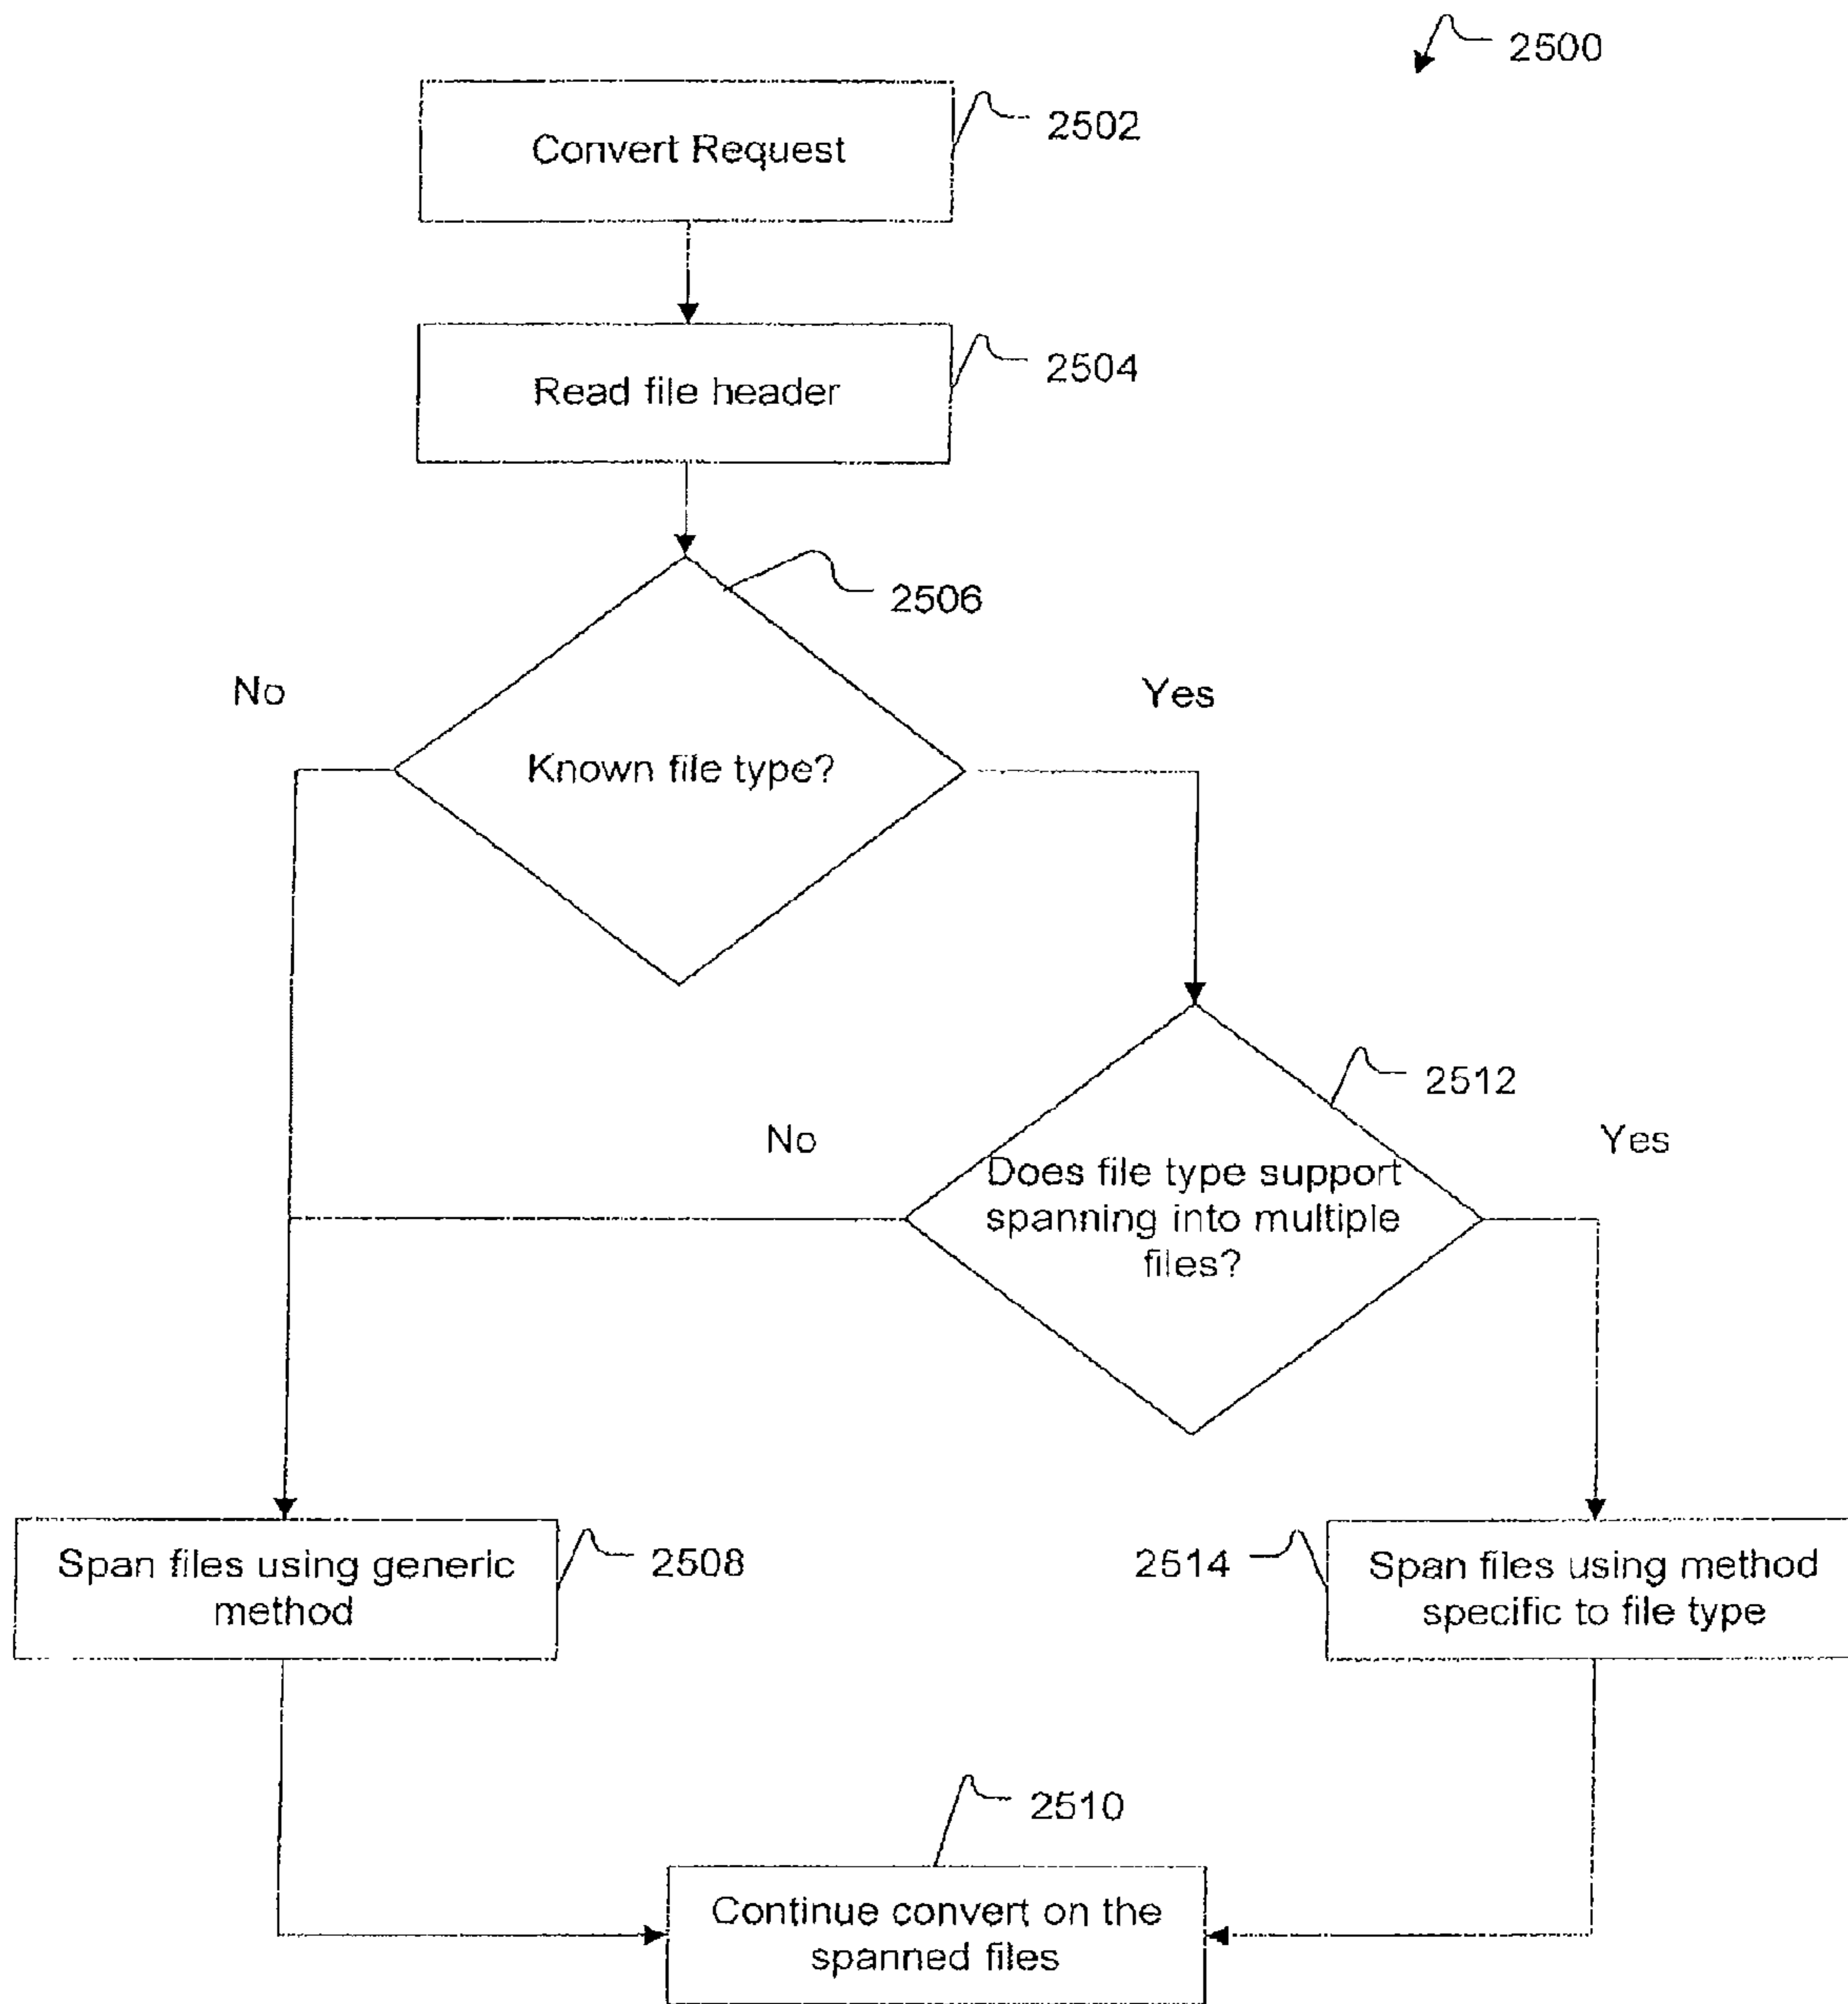 2500
Convert Request
2502
Read file header
2504
2506
No
Yes
Known file type?
2512
No
Yes
Does file type support
spanning into multiple
files?
Span files using generic
method
2508
2514
Span files using method
specific to file type
2510
Continue convert on the
spanned files